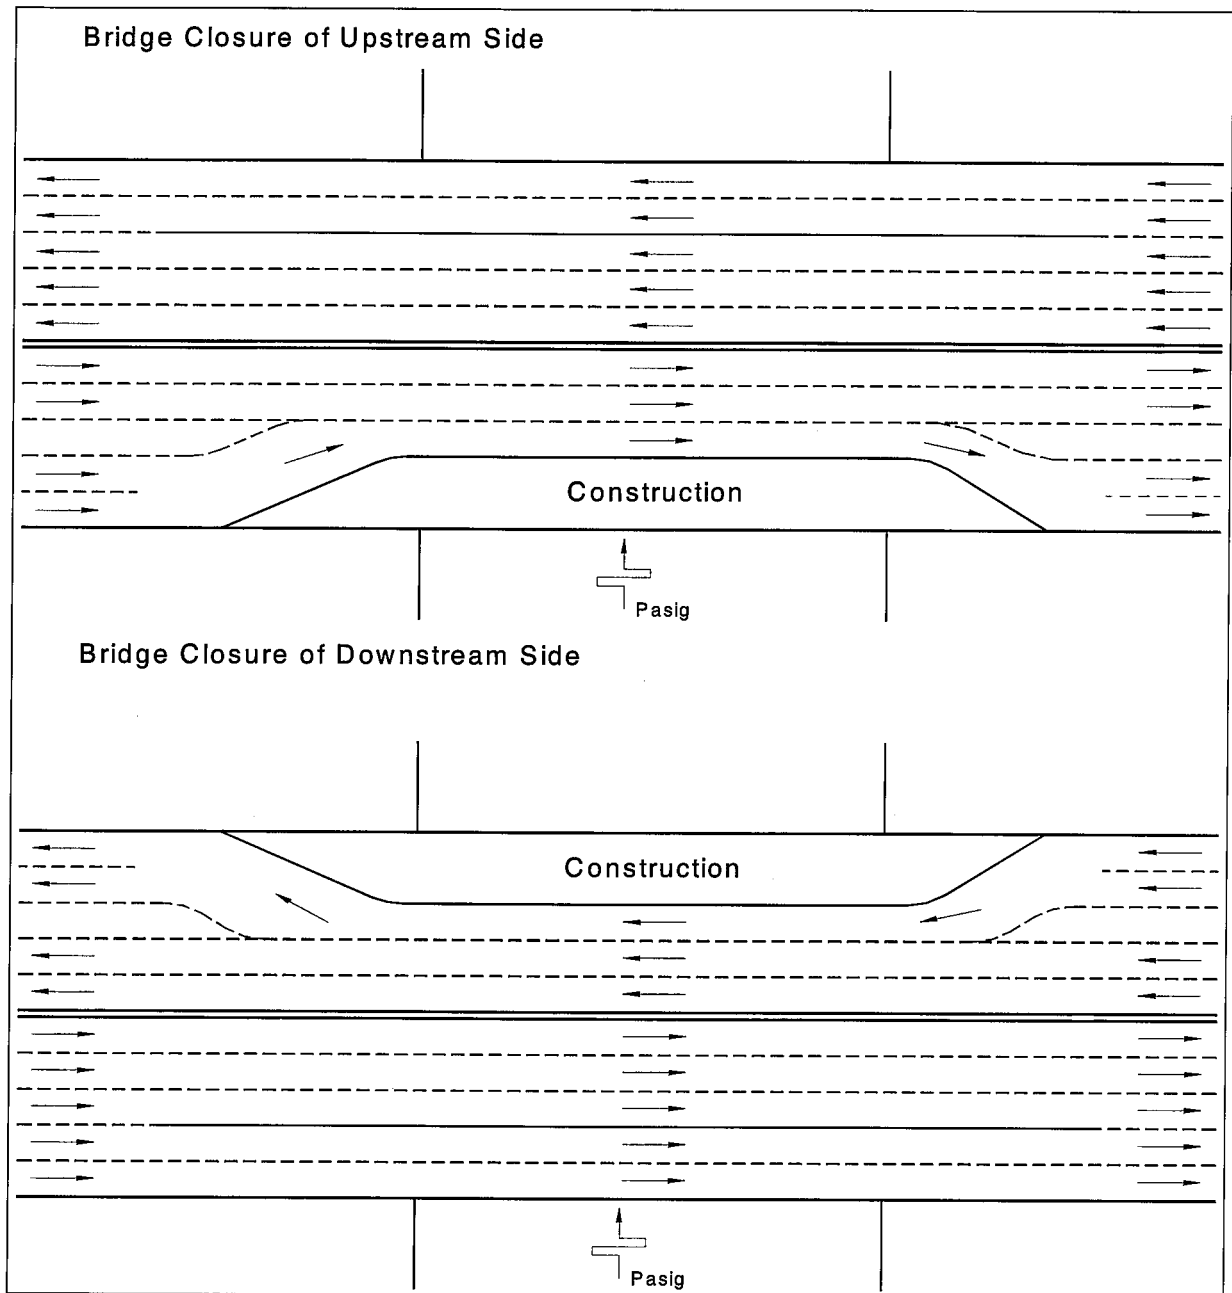 Bridge Closure of Upstream Side
Construction
Pasig
Bridge Closure of Downstream Side
Construction
Pasig